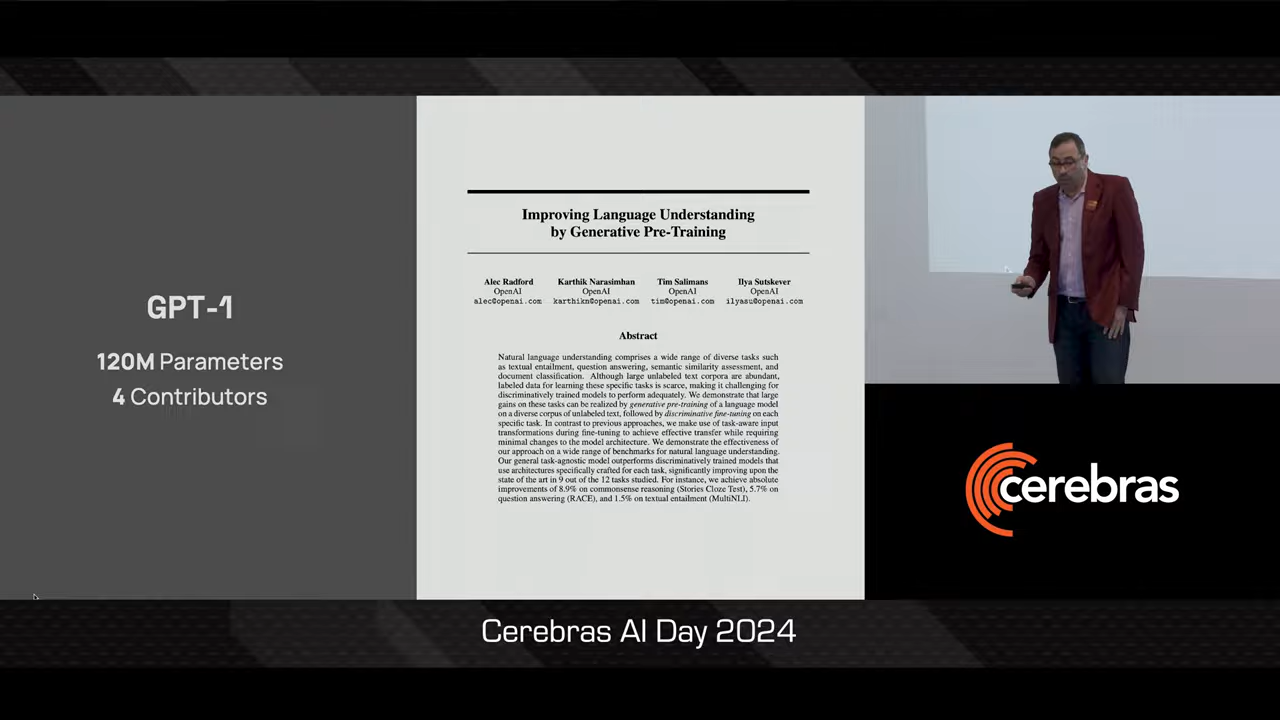 GPT-1
120M Parameters
4 Contributors
Improving Language Understanding
by Generative Pre-Training
Alec Radford
OpenAI
alec@openai.com
Karthik Narasimhan
OpenAI
karthikn@openai.com
Tim Salimans
OpenAI
tim@openai.com
Ilya Sutskever
OpenAI
ilyasu@openai.com
Abstract
Natural language understanding comprises a wide range of diverse tasks such
as textual entailment, question answering, semantic similarity assessment, and
document classification. Although large unlabeled text corpora are abundant,
labeled data for learning these specific tasks is scarce, making it challenging for
discriminatively trained models to perform adequately. We demonstrate that large
gains on these tasks can be realized by generative pre-training of a language model
on a diverse corpus of unlabeled text, followed by discriminative fine-tuning on each
specific task. In contrast to previous approaches, we make use of task-aware input
transformations during fine-tuning to achieve effective transfer while requiring
minimal changes to the model architecture. We demonstrate the effectiveness of
our approach on a wide range of benchmarks for natural language understanding.
Our general task-agnostic model outperforms discriminatively trained models that
use architectures specifically crafted for each task, significantly improving upon the
state of the art in 9 out of the 12 tasks studied. For instance, we achieve absolute
improvements of 8.9% on commonsense reasoning (Stories Cloze Test), 5.7% on
question answering (RACE), and 1.5% on textual entailment (MultiNLI).
cerebras
Cerebras AI Day 2024